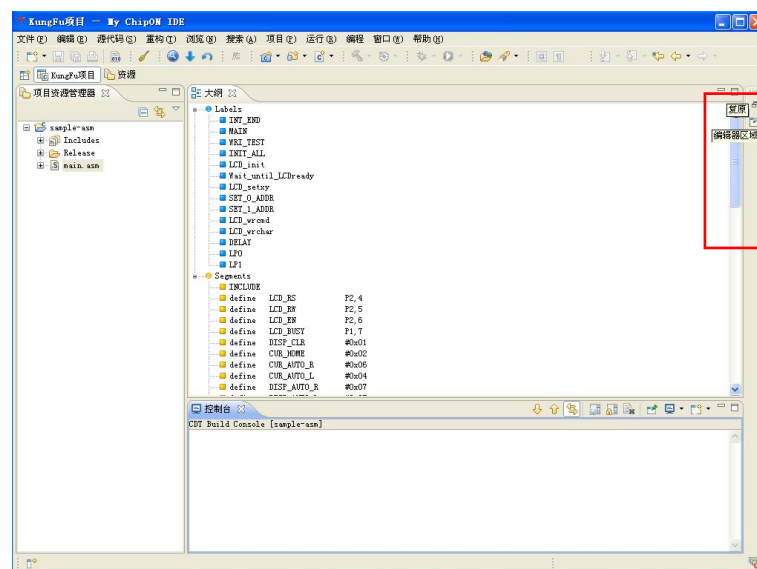 KungFu项目 — My ChipON IDE
文件(F) 编辑(E) 源代码(S) 重构(T) 浏览(N) 搜索(A) 项目(P) 运行(R) 编程 窗口(W) 帮助(H)
KungFu项目 资源
项目资源管理器
sample-asm
Includes
Release
main.asm
大纲
Labels
INT_END
MAIN
WRI_TEST
INIT_ALL
LCD_init
Wait_until_LCDready
LCD_setxy
SET_0_ADDR
SET_1_ADDR
LCD_wrcmd
LCD_wrchar
DELAY
LP0
LP1
Segments
INCLUDE
define LCD_RS P2,4
define LCD_RW P2,5
define LCD_EN P2,6
define LCD_BUSY P1,7
define DISP_CLR #0x01
define CUR_HOME #0x02
define CUR_AUTO_R #0x06
define CUR_AUTO_L #0x04
define DISP_AUTO_R #0x07
复原
编辑器区域
控制台
CDT Build Console [sample-asm]